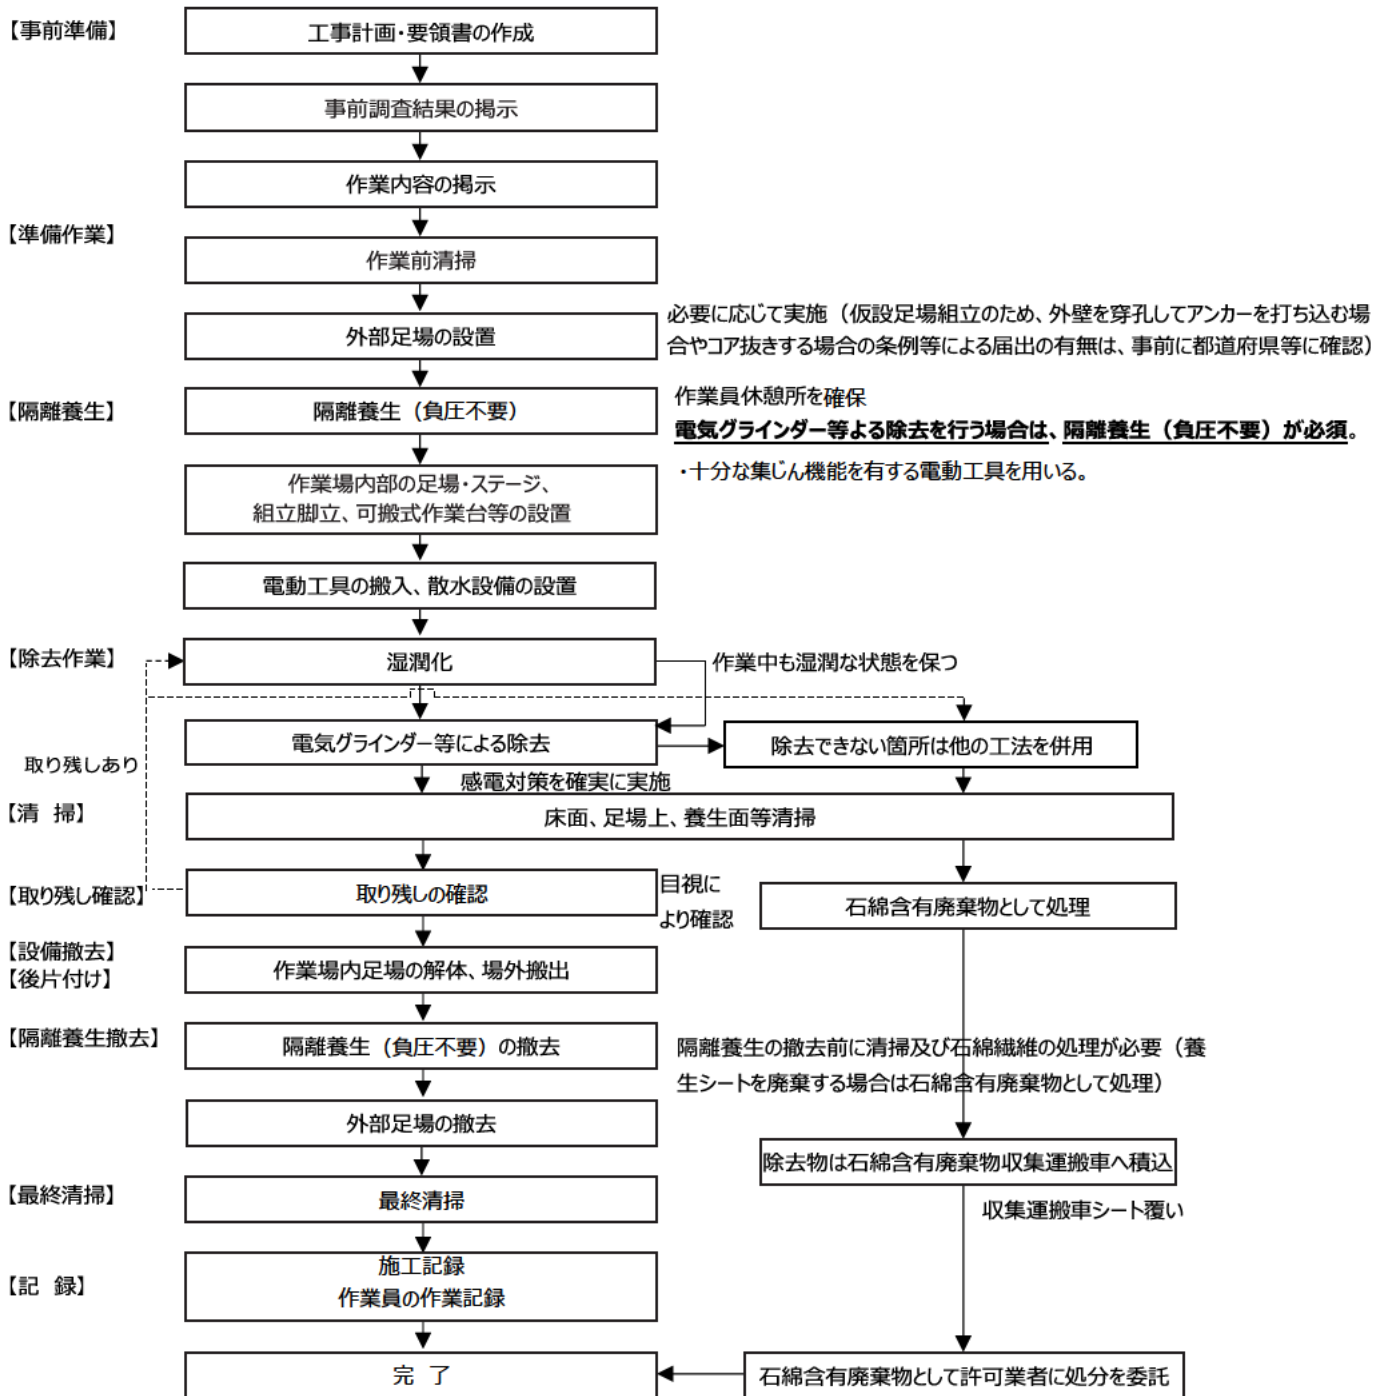 【事前準備】
工事計画・要領書の作成
事前調査結果の掲示
作業内容の掲示
【準備作業】
作業前清掃
外部足場の設置
必要に応じて実施（仮設足場組立のため、外壁を穿孔してアンカーを打ち込む場
合やコア抜きする場合の条例等による届出の有無は、事前に都道府県等に確認）
【隔離養生】
隔離養生（負圧不要）
作業員休憩所を確保
電気グラインダー等よる除去を行う場合は、隔離養生（負圧不要）が必須。
・十分な集じん機能を有する電動工具を用いる。
作業場内部の足場・ステージ、
組立脚立、可搬式作業台等の設置
電動工具の搬入、散水設備の設置
【除去作業】
湿潤化
作業中も湿潤な状態を保つ
電気グラインダー等による除去
除去できない箇所は他の工法を併用
取り残しあり
感電対策を確実に実施
【清　掃】
床面、足場上、養生面等清掃
【取り残し確認】
取り残しの確認
目視に
より確認
石綿含有廃棄物として処理
【設備撤去】
【後片付け】
作業場内足場の解体、場外搬出
【隔離養生撤去】
隔離養生（負圧不要）の撤去
隔離養生の撤去前に清掃及び石綿繊維の処理が必要（養
生シートを廃棄する場合は石綿含有廃棄物として処理）
外部足場の撤去
除去物は石綿含有廃棄物収集運搬車へ積込
【最終清掃】
最終清掃
収集運搬車シート覆い
【記　録】
施工記録
作業員の作業記録
完　了
石綿含有廃棄物として許可業者に処分を委託